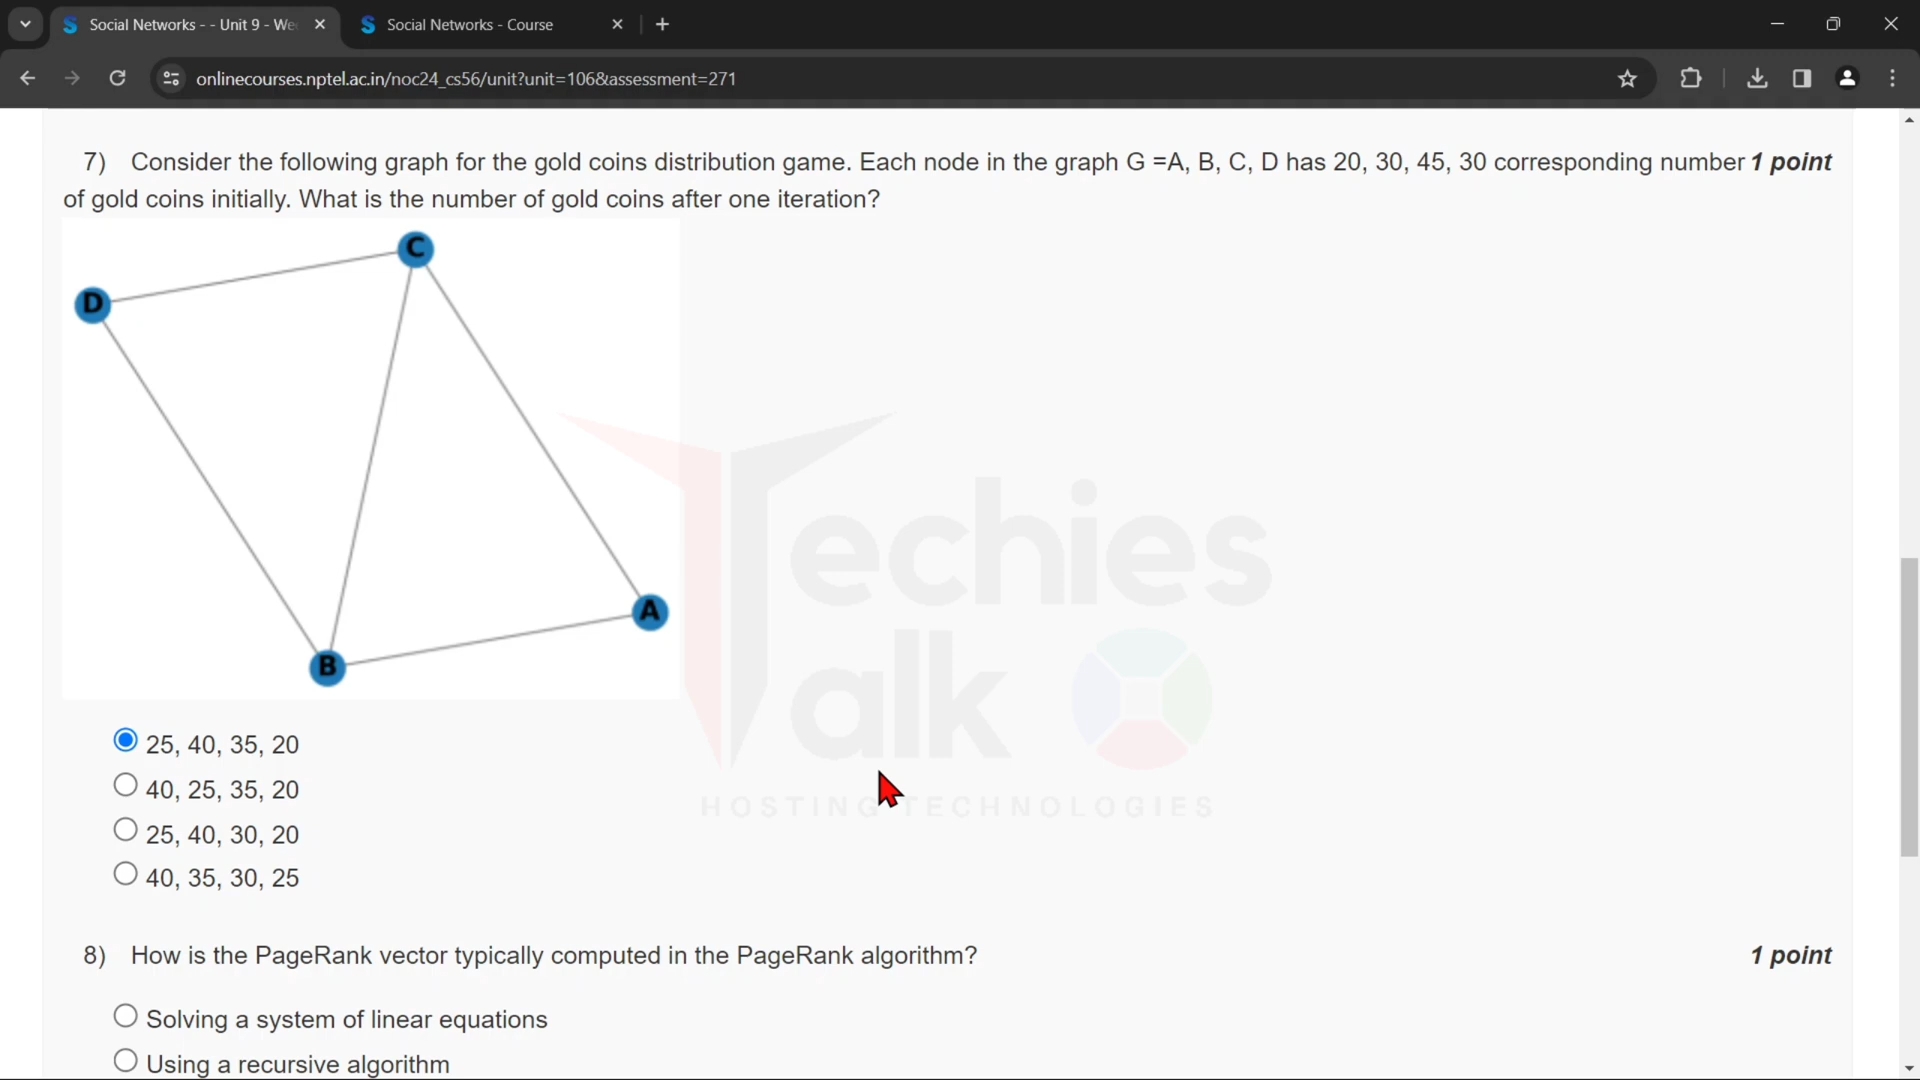 Social Networks - - Unit 9 - We
Social Networks - Course
onlinecourses.nptel.ac.in/noc24_cs56/unit?unit=106&assessment=271
7) Consider the following graph for the gold coins distribution game. Each node in the graph G =A, B, C, D has 20, 30, 45, 30 corresponding number 1 point
of gold coins initially. What is the number of gold coins after one iteration?
C
D
A
B
Techies
Talk
HOSTING TECHNOLOGIES
25, 40, 35, 20
40, 25, 35, 20
25, 40, 30, 20
40, 35, 30, 25
8) How is the PageRank vector typically computed in the PageRank algorithm? 1 point
Solving a system of linear equations
Using a recursive algorithm